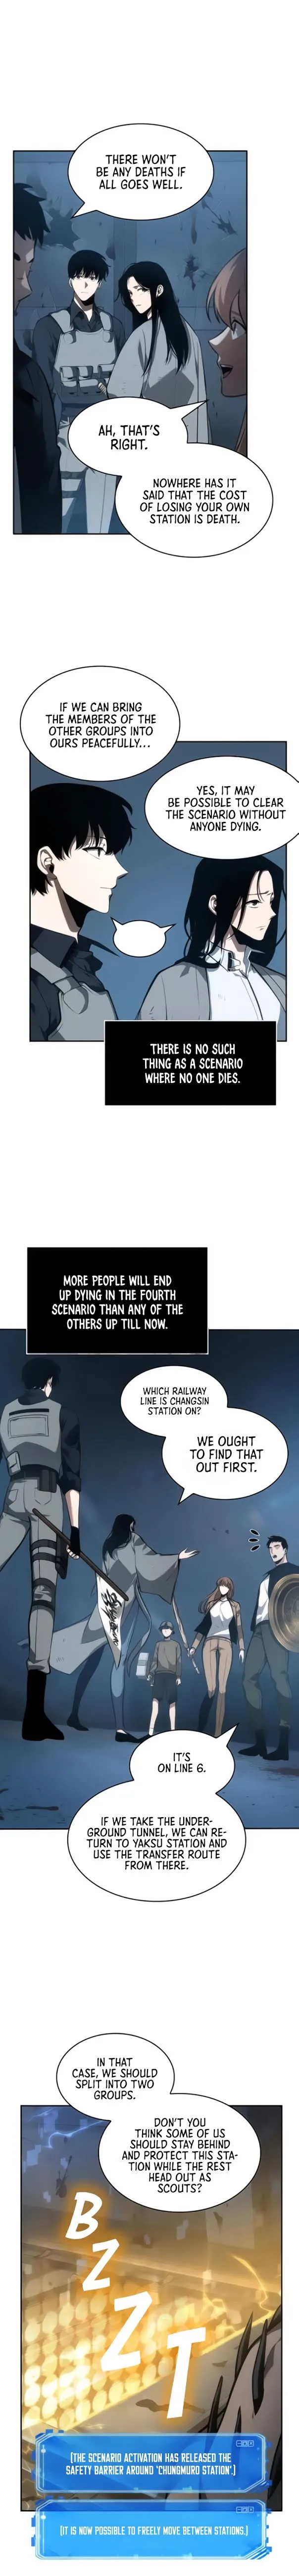 THERE WON'T
BE ANY DEATHS IF
ALL GOES WELL.
AH, THAT'S
RIGHT.
NOWHERE HAS IT
SAID THAT THE COST
OF LOSING YOUR OWN
STATION IS DEATH.
IF WE CAN BRING
THE MEMBERS OF THE
OTHER GROUPS INTO
OURS PEACEFULLY...
YES, IT MAY
BE POSSIBLE TO CLEAR
THE SCENARIO WITHOUT
ANYONE DYING.
THERE IS NO SUCH
THING AS A SCENARIO
WHERE NO ONE DIES.
MORE PEOPLE WILL END
UP DYING IN THE FOURTH
SCENARIO THAN ANY OF THE
OTHERS UP TILL NOW.
WHICH RAILWAY
LINE IS CHANGSIN
STATION ON?
WE OUGHT
TO FIND THAT
OUT FIRST.
IT'S
ON LINE 6.
IF WE TAKE THE UNDER-
GROUND TUNNEL, WE CAN RE-
TURN TO YAKSU STATION AND
USE THE TRANSFER ROUTE
FROM THERE.
IN THAT
CASE, WE SHOULD
SPLIT INTO TWO
GROUPS.
DON'T YOU
THINK SOME OF US
SHOULD STAY BEHIND
AND PROTECT THIS STA-
TION WHILE THE REST
HEAD OUT AS
SCOUTS?
BZZT
[THE SCENARIO ACTIVATION HAS RELEASED THE
SAFETY BARRIER AROUND 'CHUNGMURO STATION'.]
[IT IS NOW POSSIBLE TO FREELY MOVE BETWEEN STATIONS.]